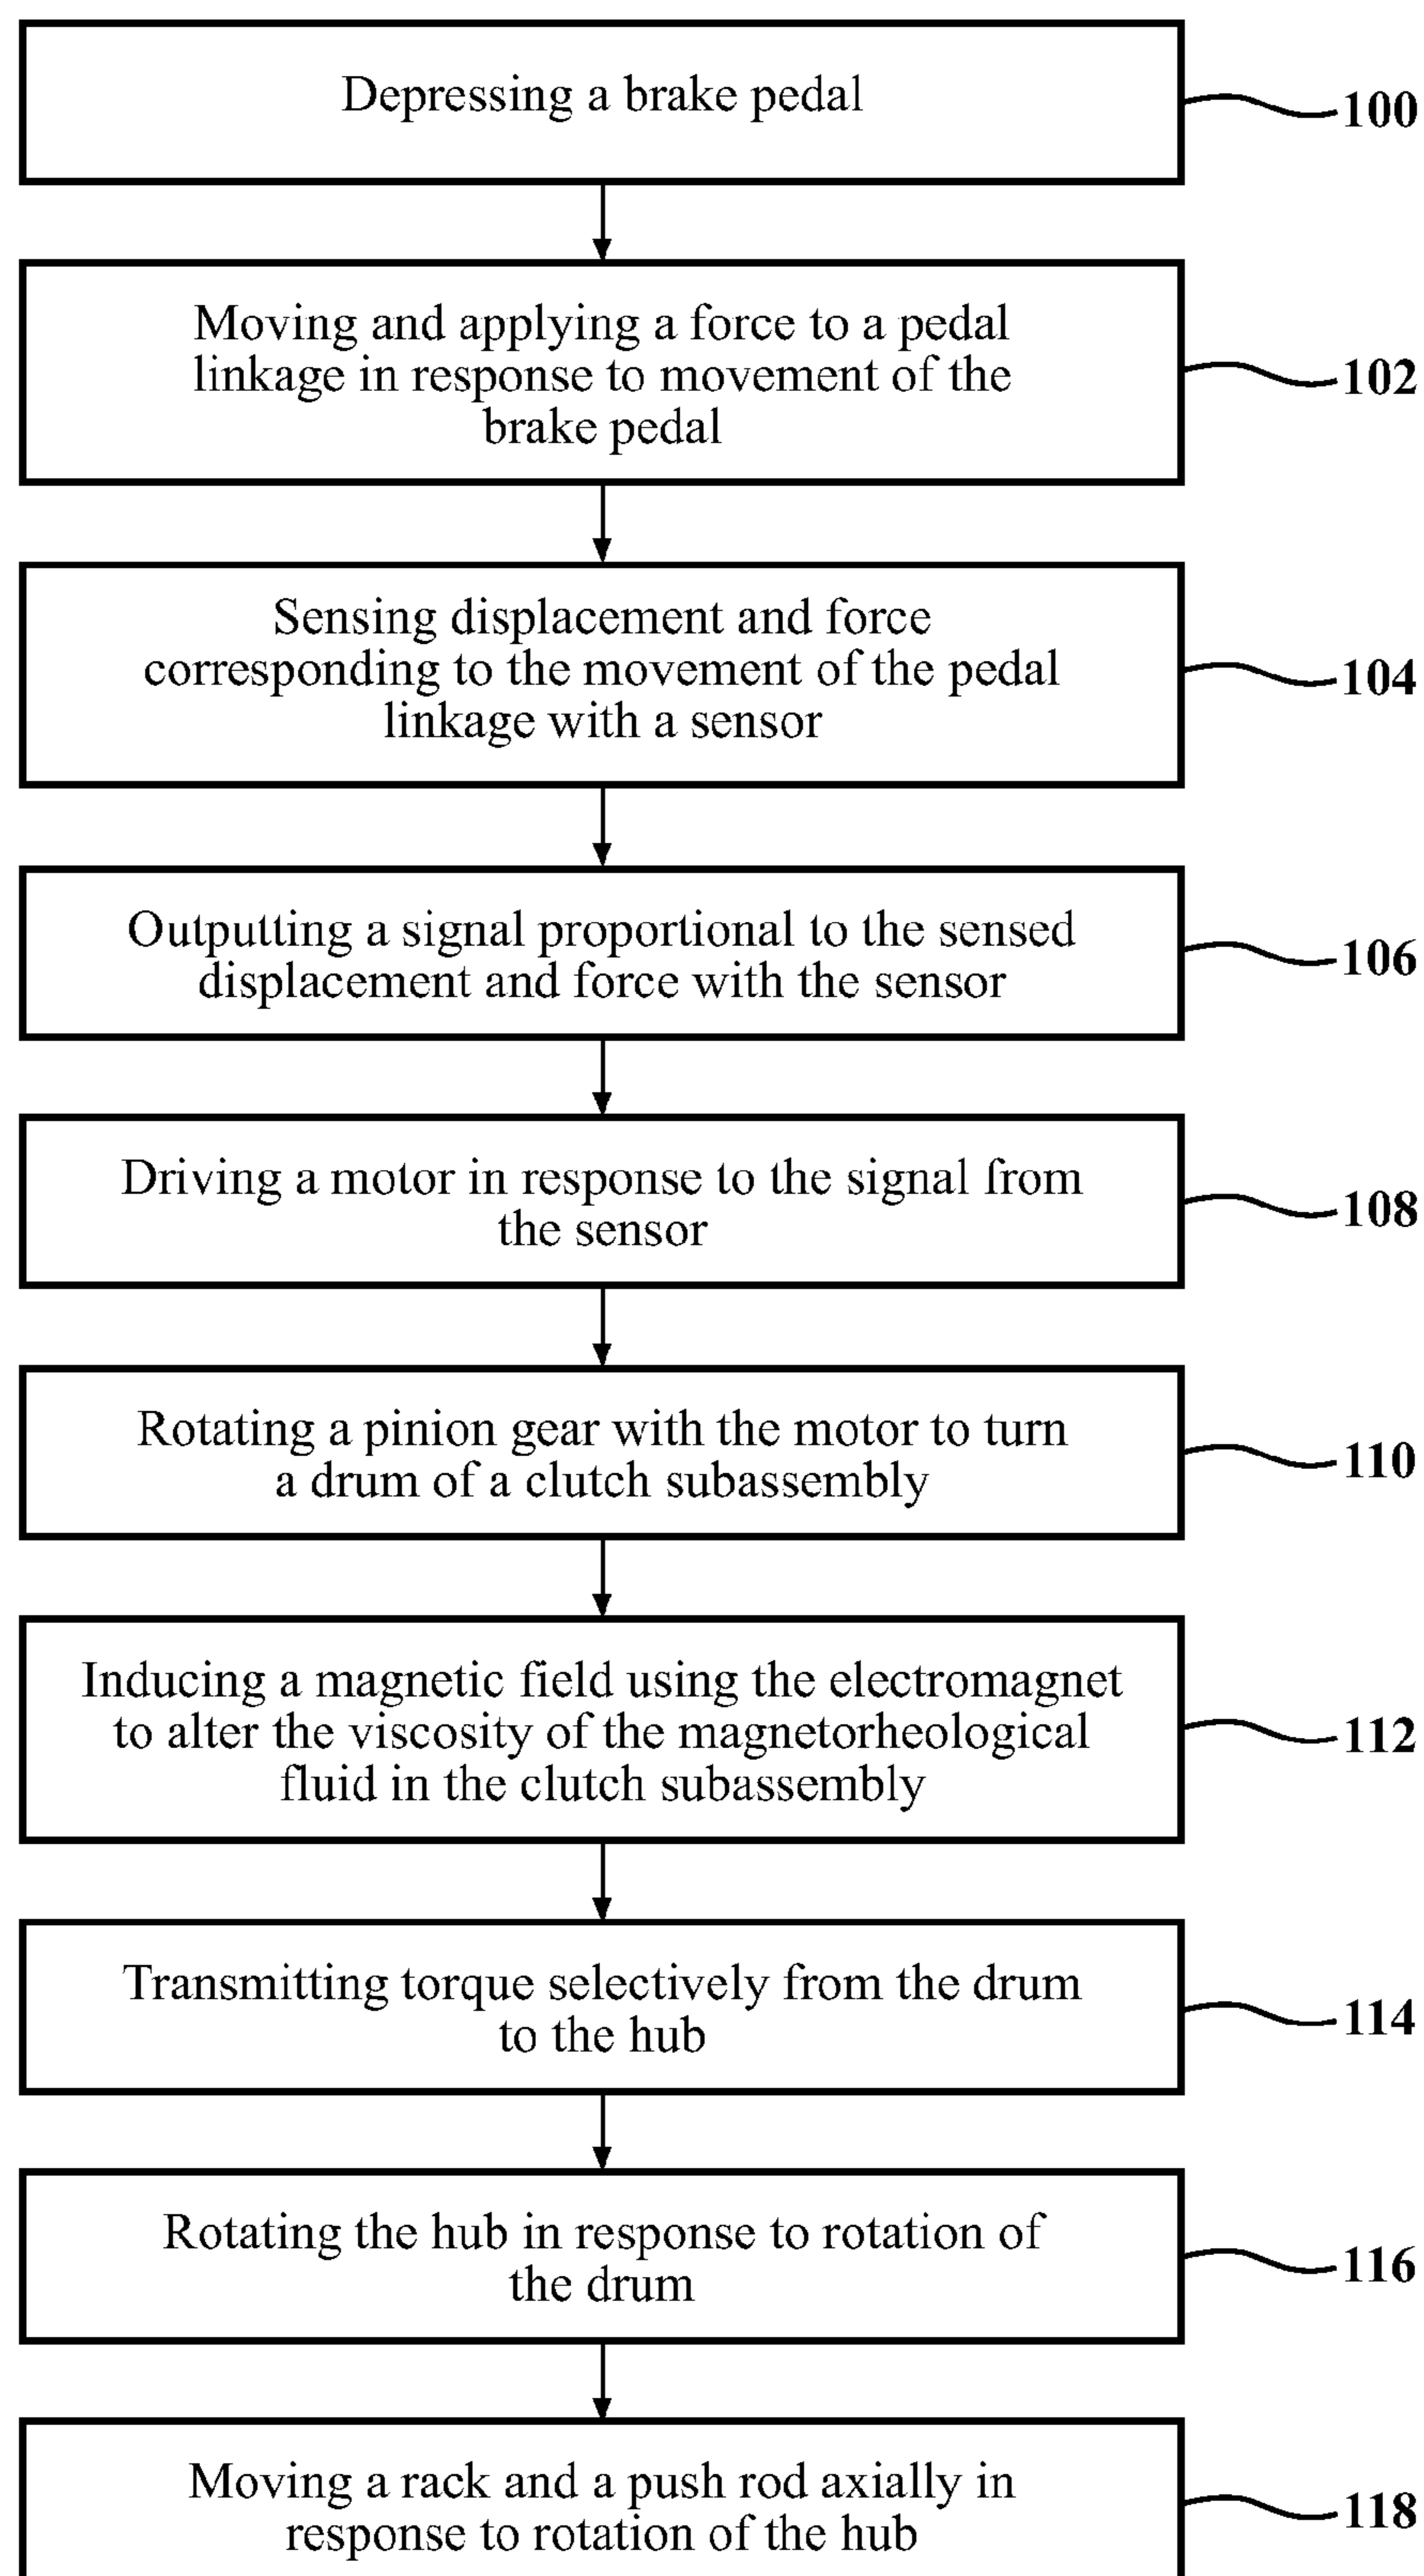 Depressing a brake pedal
100
Moving and applying a force to a pedal
linkage in response to movement of the
brake pedal
102
Sensing displacement and force
corresponding to the movement of the pedal
linkage with a sensor
104
Outputting a signal proportional to the sensed
displacement and force with the sensor
106
Driving a motor in response to the signal from
the sensor
108
Rotating a pinion gear with the motor to turn
a drum of a clutch subassembly
110
Inducing a magnetic field using the electromagnet
to alter the viscosity of the magnetorheological
fluid in the clutch subassembly
112
Transmitting torque selectively from the drum
to the hub
114
Rotating the hub in response to rotation of
the drum
116
Moving a rack and a push rod axially in
response to rotation of the hub
118